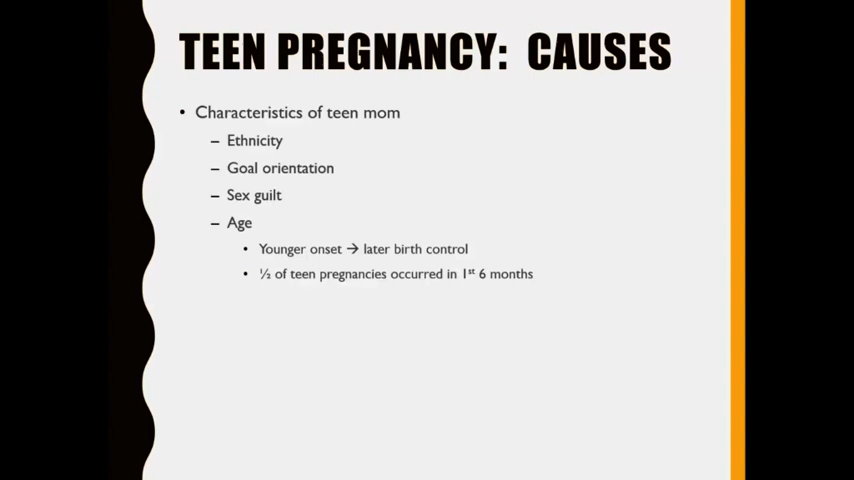 TEEN PREGNANCY: CAUSES
• Characteristics of teen mom
– Ethnicity
– Goal orientation
– Sex guilt
– Age
• Younger onset → later birth control
• ½ of teen pregnancies occurred in 1st 6 months